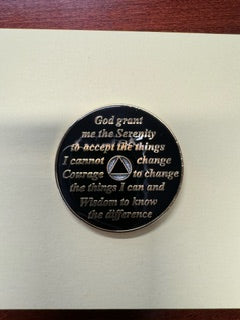 God grant
me the Serenity
to accept the things
I cannot change
Courage to change
the things I can and
Wisdom to know
the difference